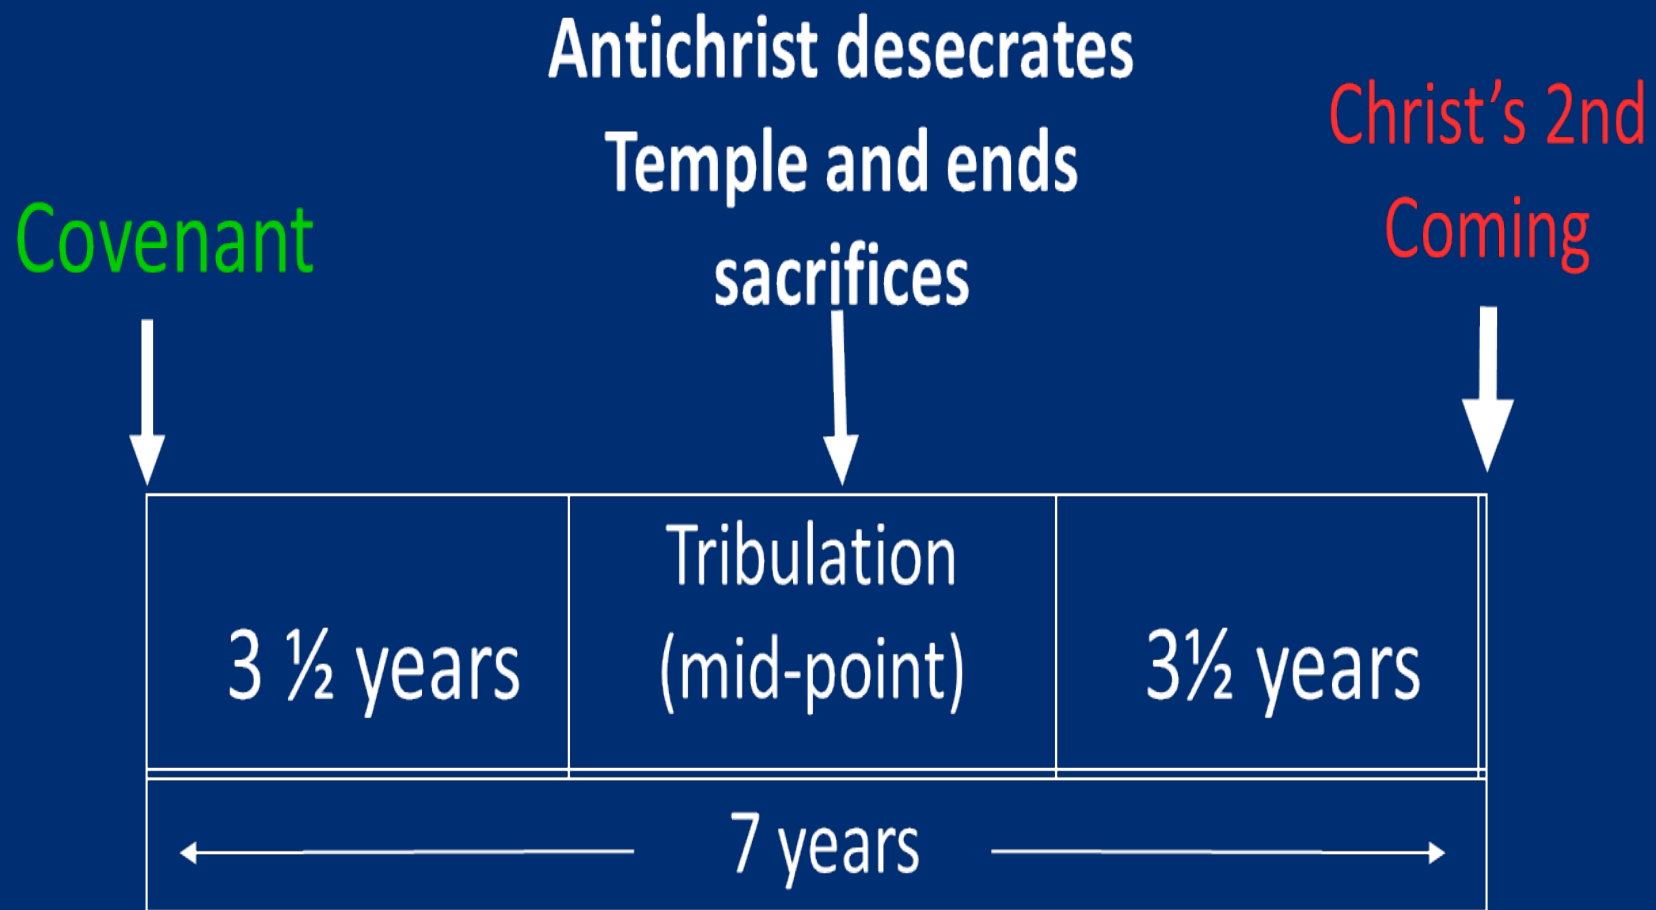 Antichrist desecrates
Temple and ends
sacrifices
Christ’s 2nd
Coming
Covenant
3 ½ years
Tribulation
(mid-point)
3½ years
7 years